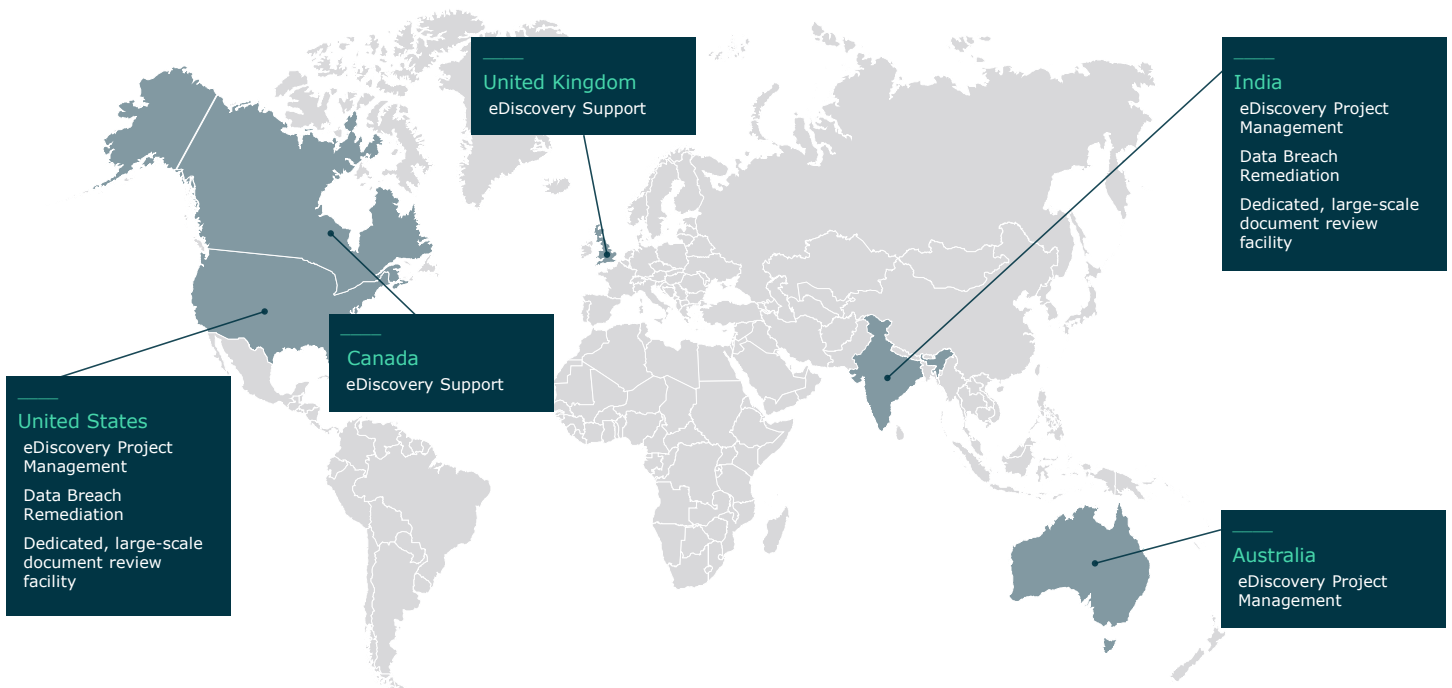 United Kingdom
eDiscovery Support
India
eDiscovery Project
Management
Data Breach
Remediation
Dedicated, large-scale
document review
facility
Canada
eDiscovery Support
United States
eDiscovery Project
Management
Data Breach
Remediation
Dedicated, large-scale
document review
facility
Australia
eDiscovery Project
Management